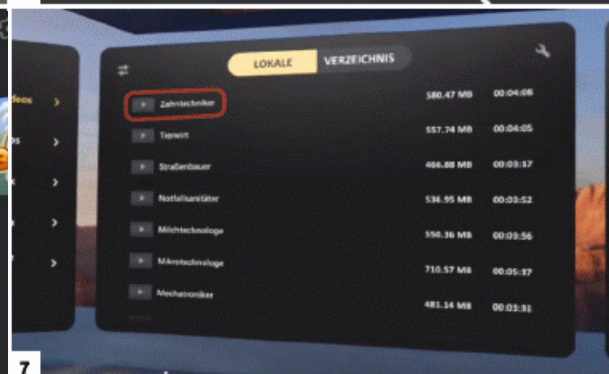 LOKALE VERZEICHNIS
deos
Zahntechniker 580.47 MB 00:04:08
Tierwirt 557.74 MB 00:04:05
Straßenbauer 466.88 MB 00:03:17
Notfallsanitäter 536.95 MB 00:03:52
Milchtechnologe 550.36 MB 00:03:56
Mikrotechnologe 710.57 MB 00:05:17
Mechatroniker 481.14 MB 00:03:31
7